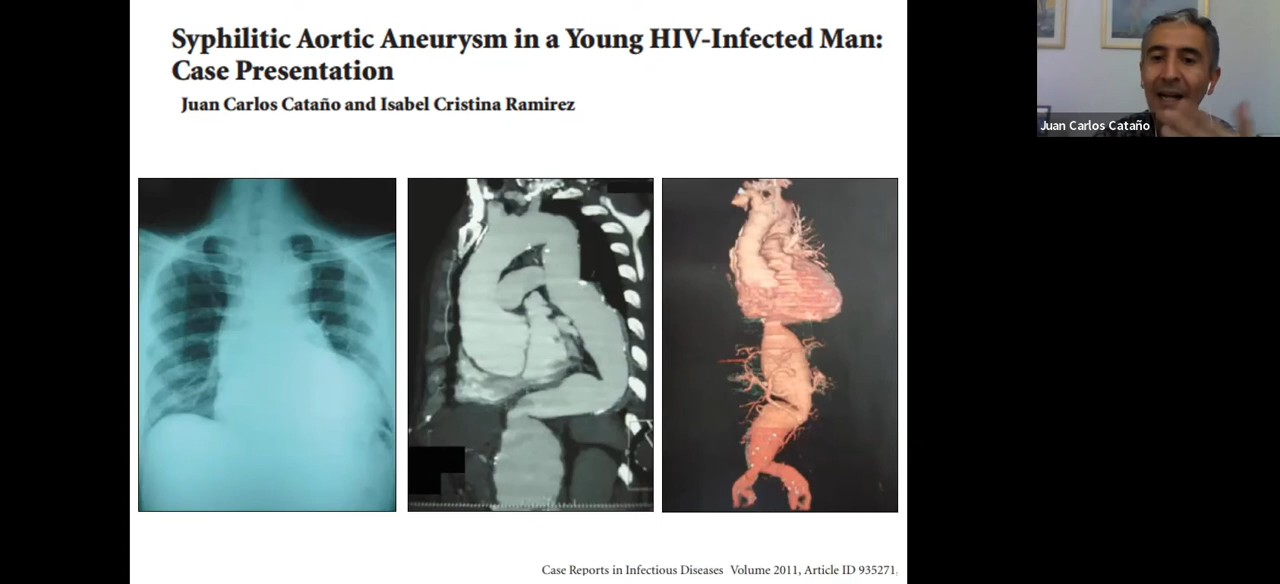 Syphilitic Aortic Aneurysm in a Young HIV-Infected Man:
Case Presentation
Juan Carlos Cataño and Isabel Cristina Ramirez
Juan Carlos Cataño
Case Reports in Infectious Diseases Volume 2011, Article ID 935271,